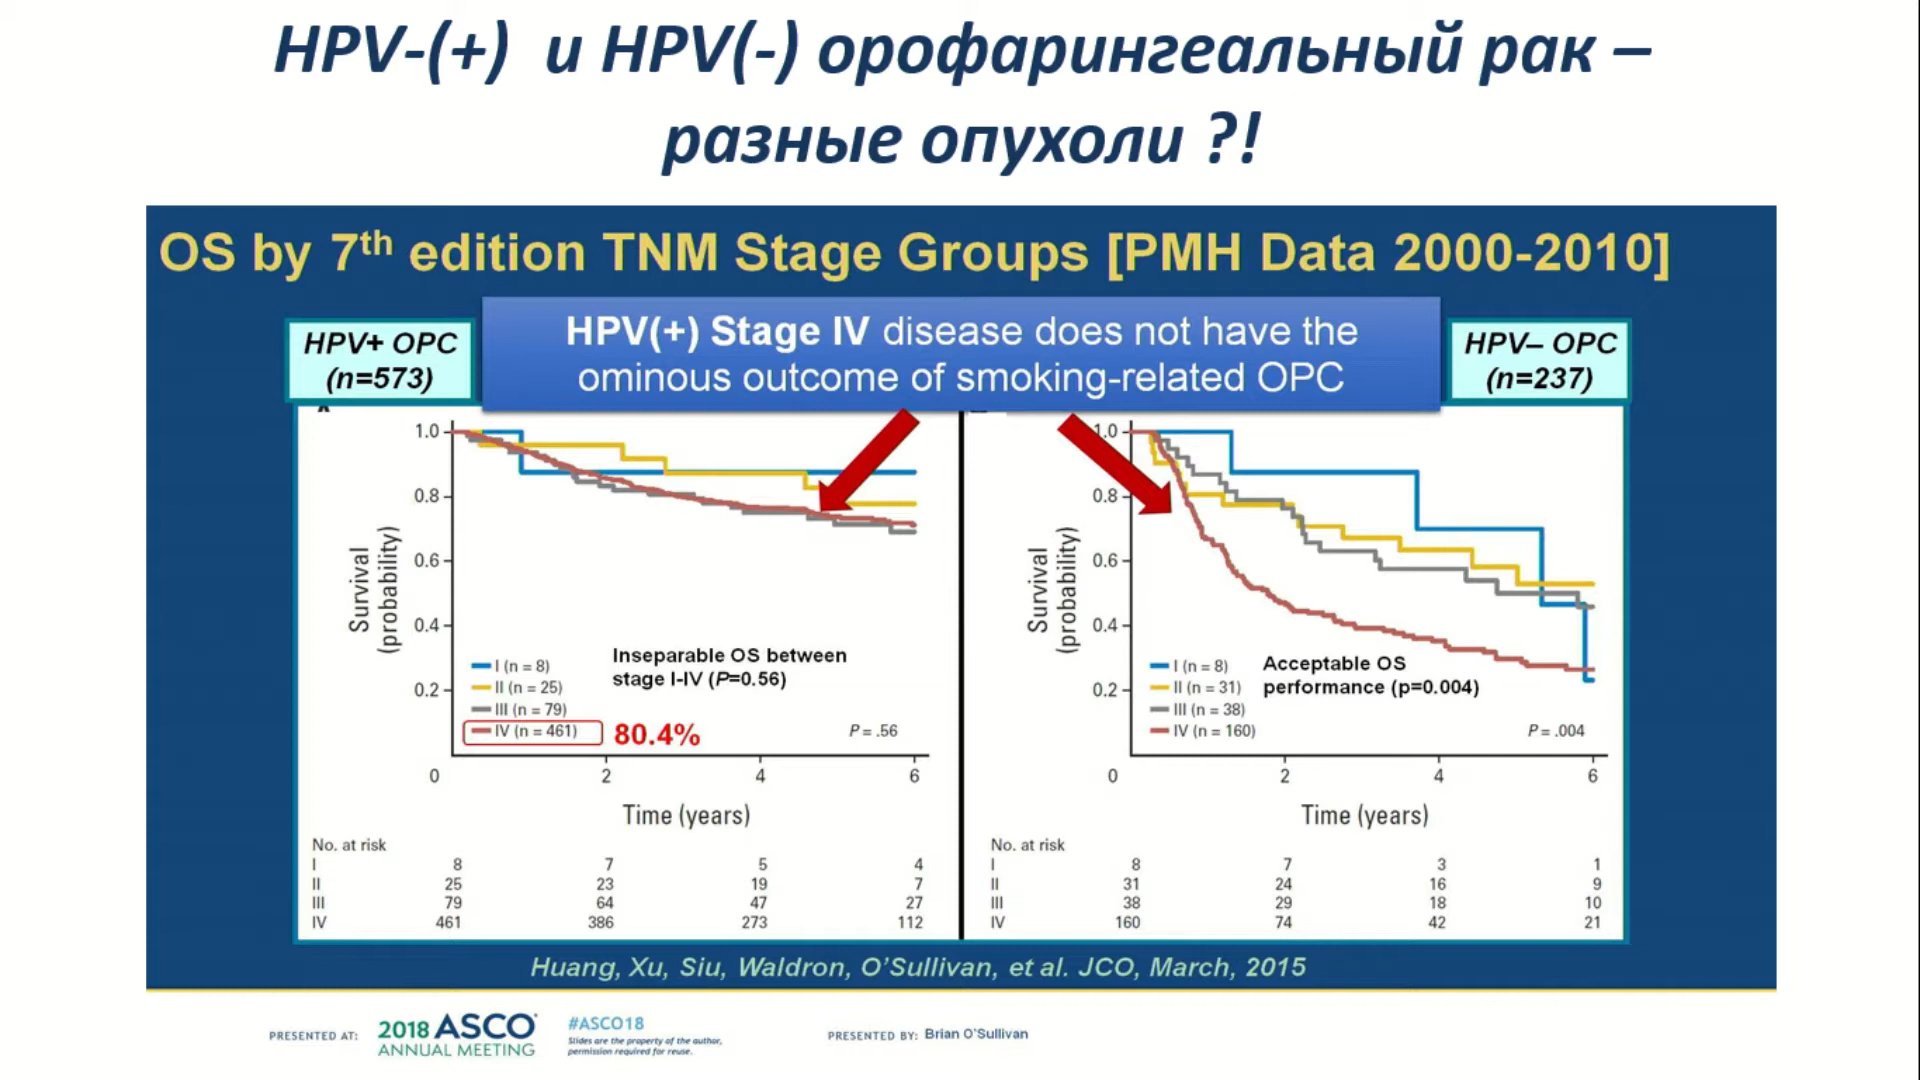 HPV-(+) и HPV(-) орофарингеальный рак –
разные опухоли ?!
OS by 7th edition TNM Stage Groups [PMH Data 2000-2010]
HPV+ OPC
(n=573)
HPV(+) Stage IV disease does not have the
ominous outcome of smoking-related OPC
HPV– OPC
(n=237)
Survival
(probability)
1.0
0.8
0.6
0.4
0.2
I (n = 8)
II (n = 25)
III (n = 79)
IV (n = 461)
80.4%
Inseparable OS between
stage I-IV (P=0.56)
P = .56
0 2 4 6
Time (years)
No. at risk
I 8 7 5 4
II 25 23 19 7
III 79 64 47 27
IV 461 386 273 112
Survival
(probability)
1.0
0.8
0.6
0.4
0.2
I (n = 8)
II (n = 31)
III (n = 38)
IV (n = 160)
Acceptable OS
performance (p=0.004)
P = .004
0 2 4 6
Time (years)
No. at risk
I 8 7 3 1
II 31 24 16 9
III 38 29 18 10
IV 160 74 42 21
Huang, Xu, Siu, Waldron, O'Sullivan, et al. JCO, March, 2015
PRESENTED AT:
2018 ASCO
ANNUAL MEETING
#ASCO18
Slides are the property of the author,
permission required for reuse.
PRESENTED BY: Brian O'Sullivan